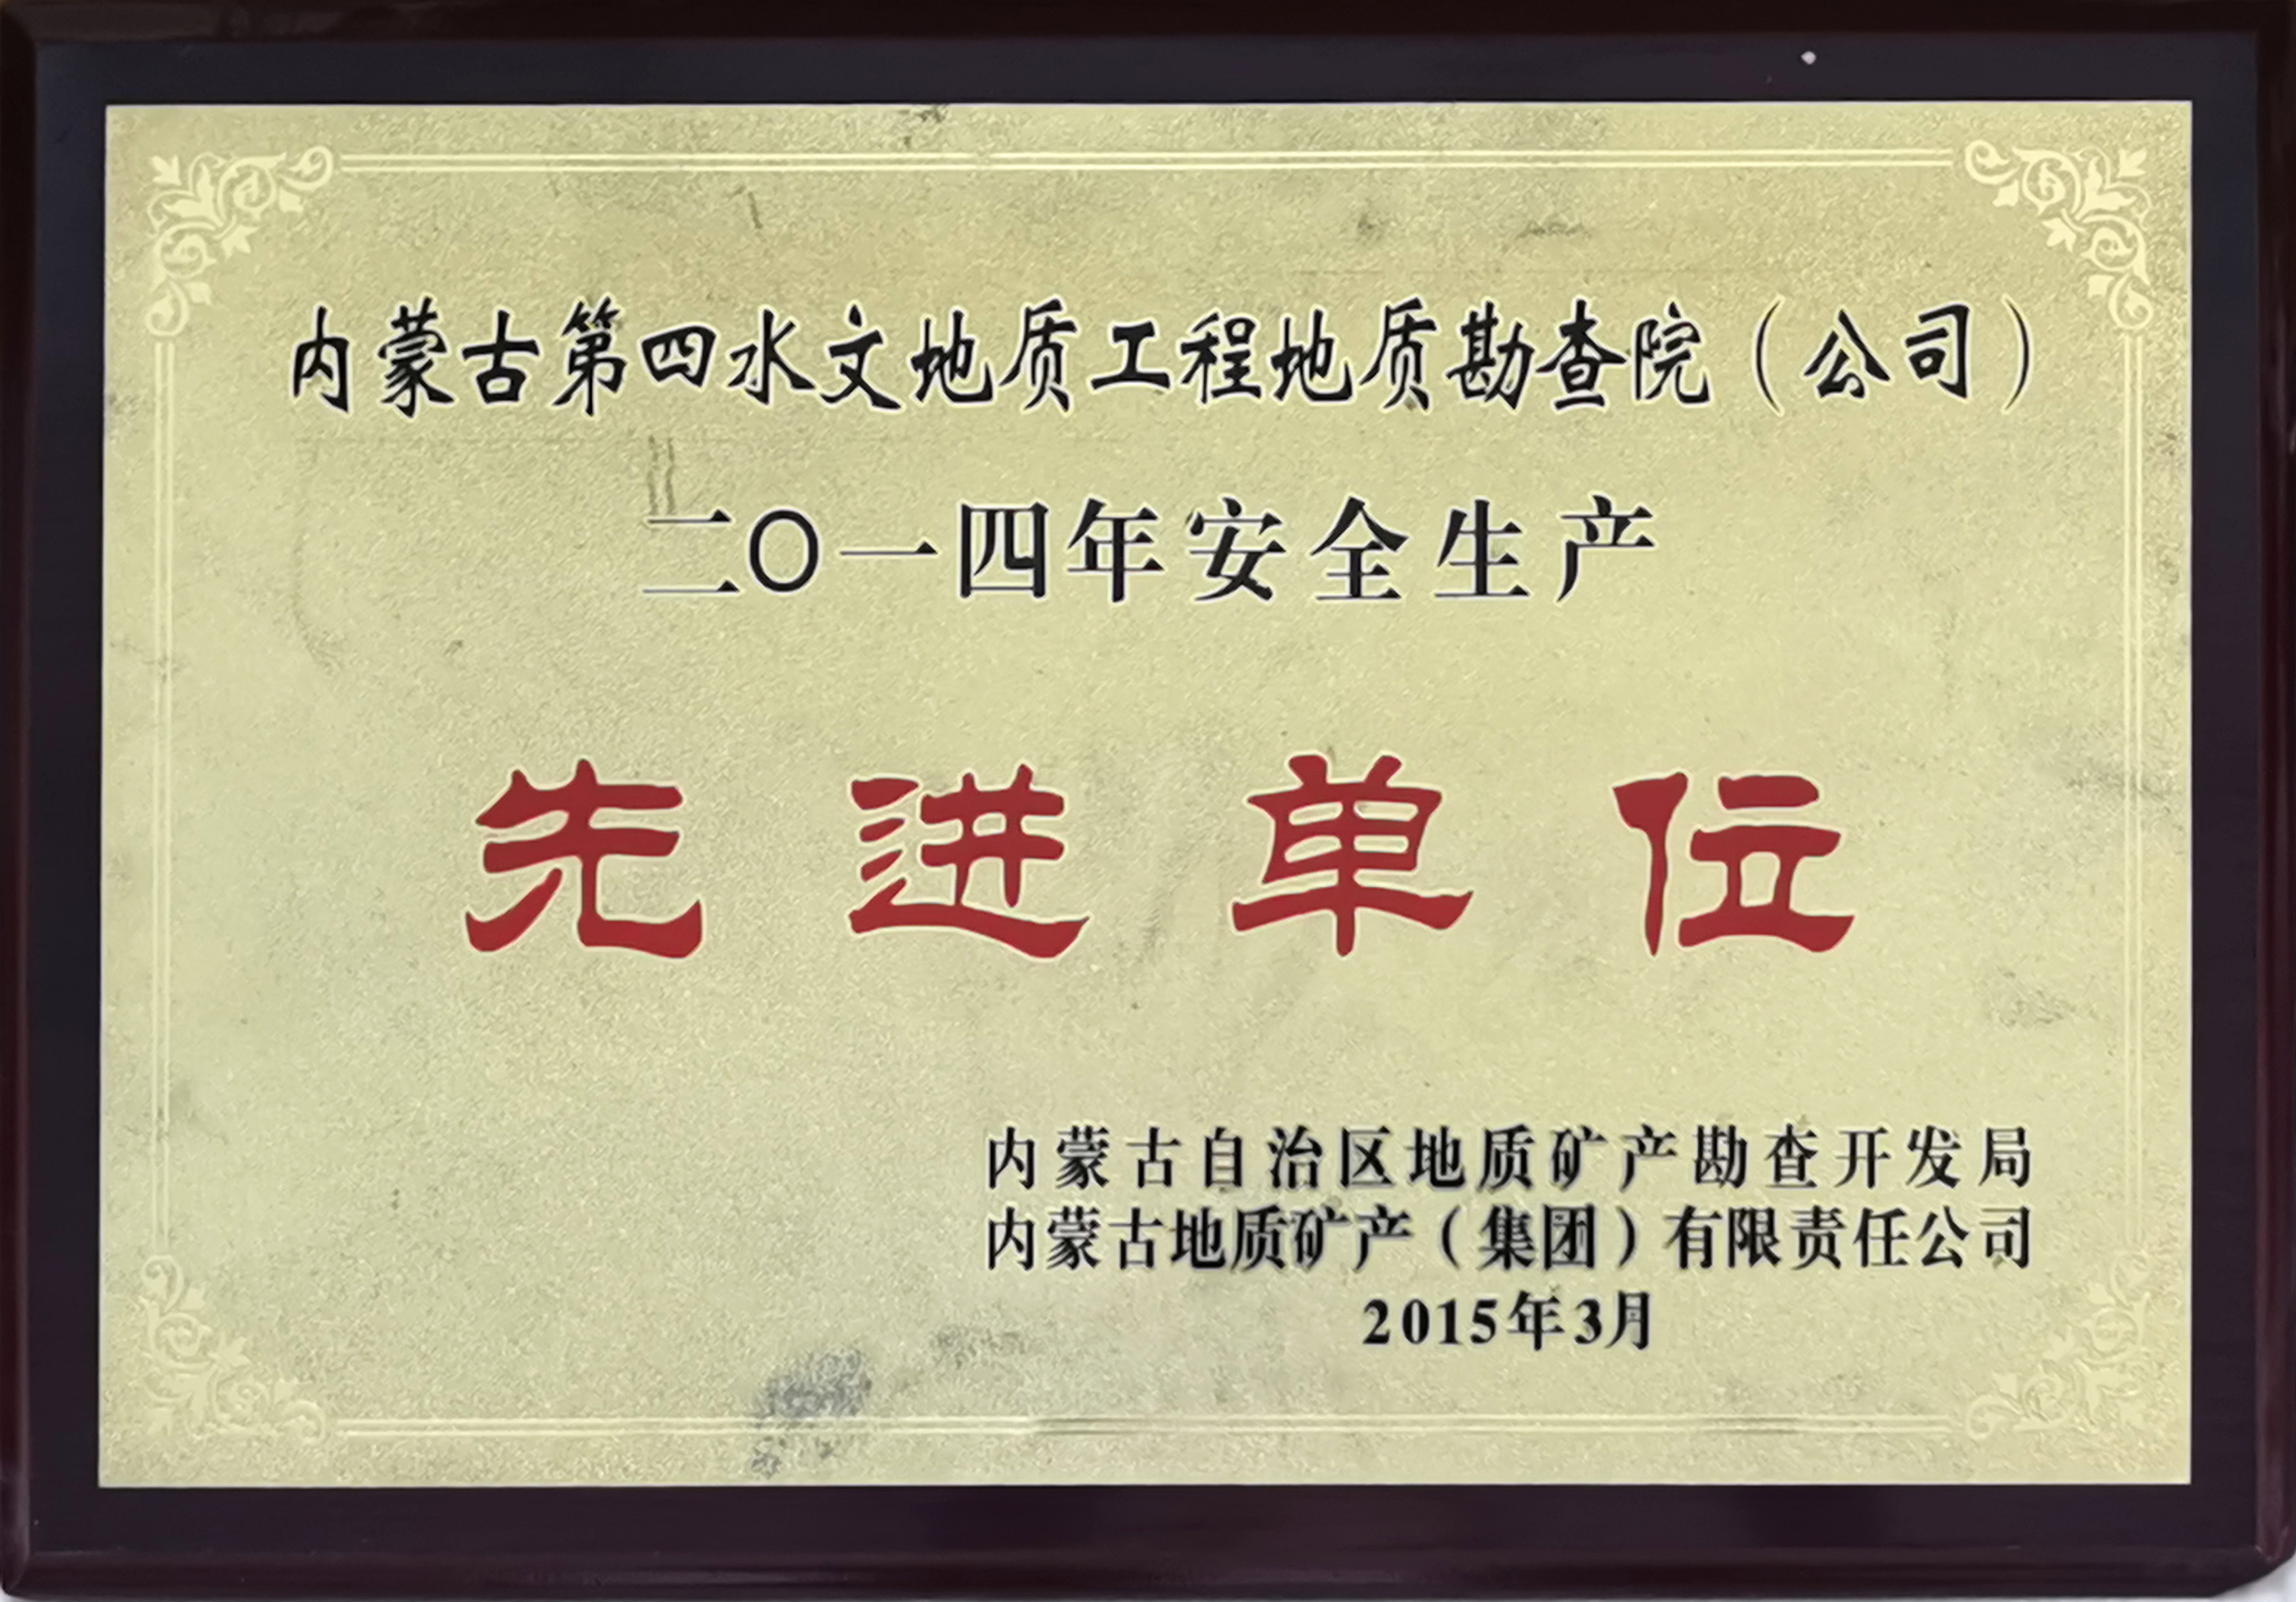 内蒙古第四水文地质工程地质勘查院（公司）
二〇一四年安全生产
先进单位
内蒙古自治区地质矿产勘查开发局
内蒙古地质矿产（集团）有限责任公司
2015年3月